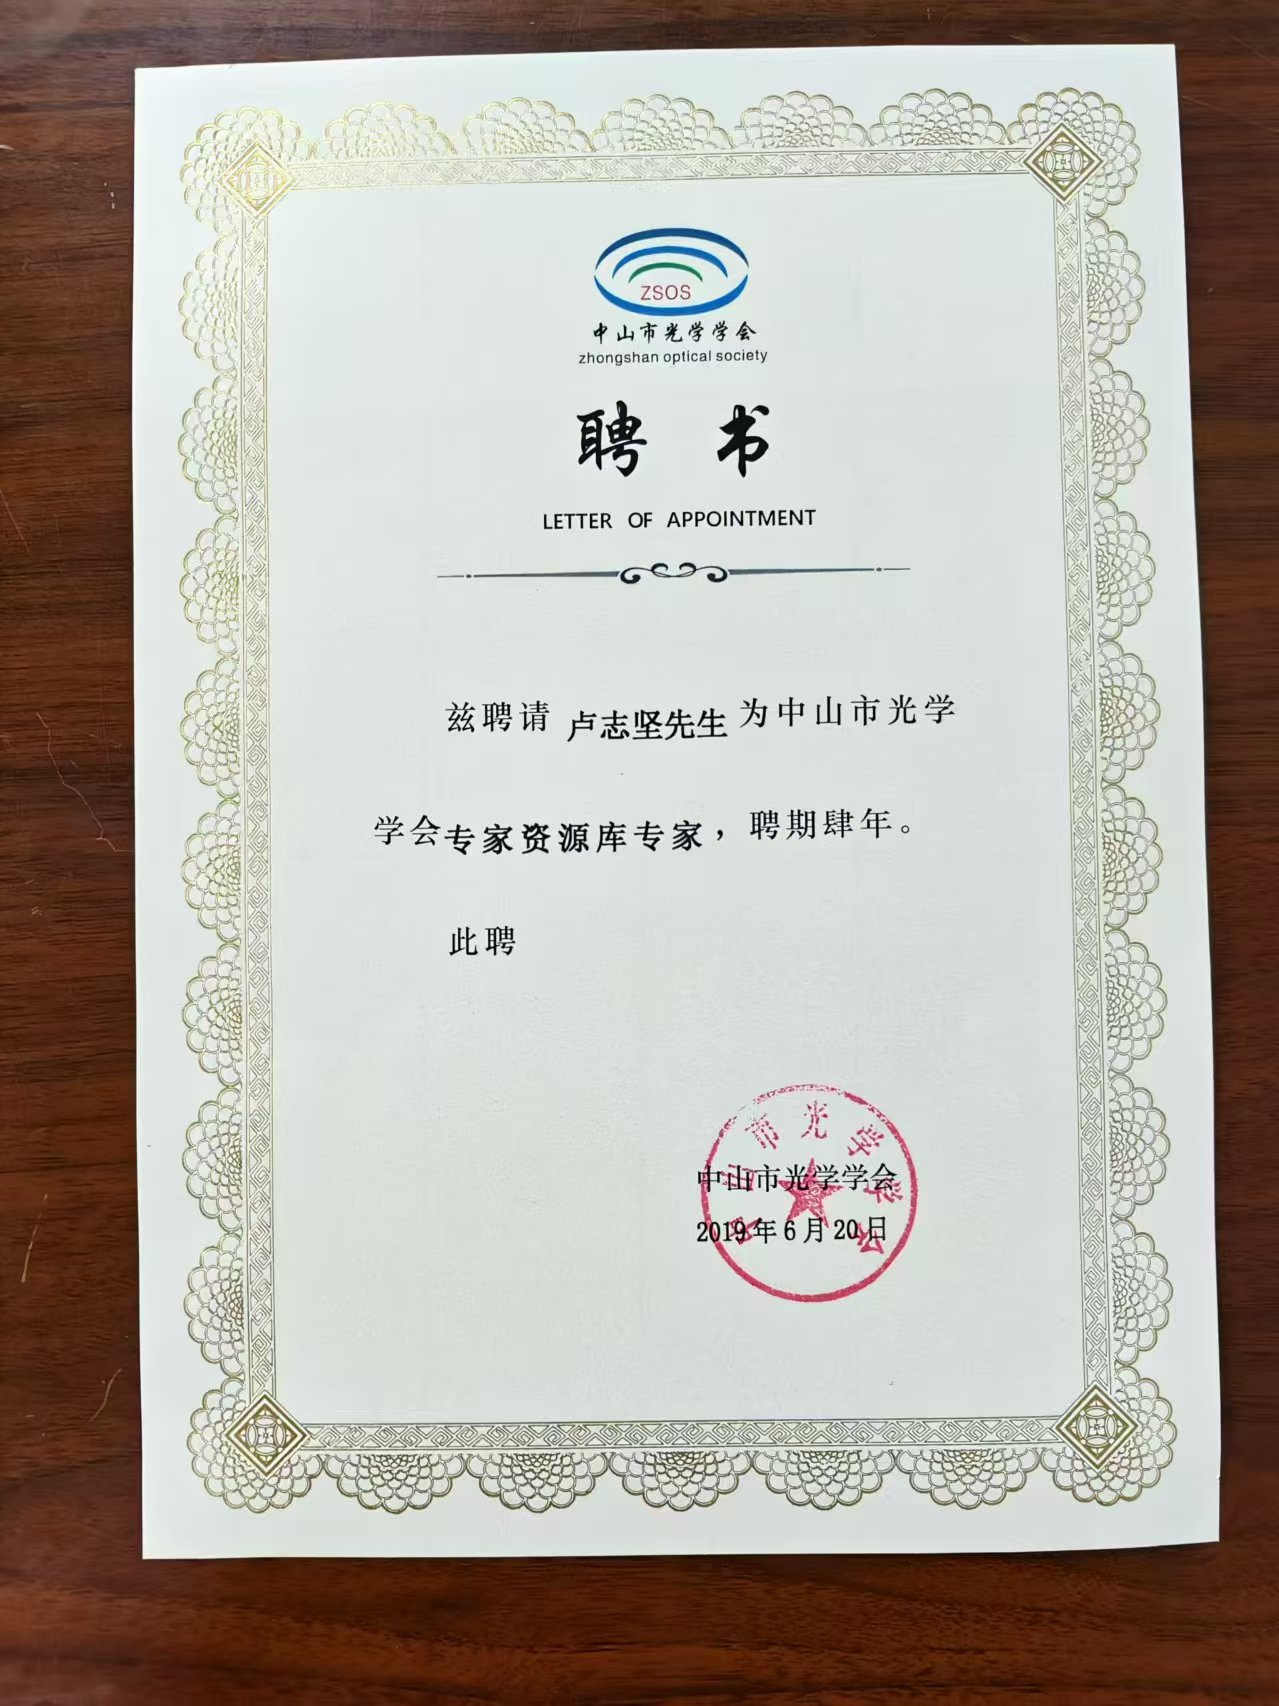 ZSOS
中山市光学学会
zhongshan optical society
聘 书
LETTER OF APPOINTMENT
兹聘请 卢志坚先生 为中山市光学
学会专家资源库专家，聘期肆年。
此聘
中山市光学学会
中山市光学学会
2019年6月20日